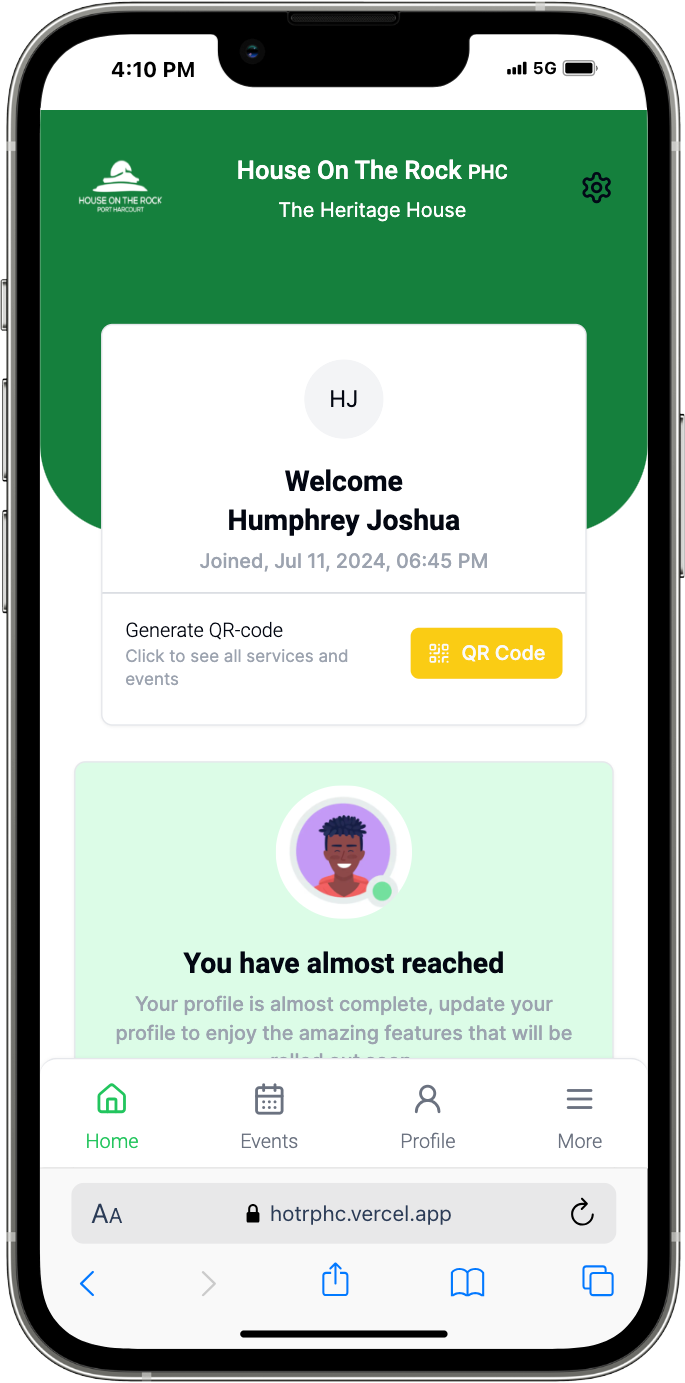 4:10 PM
5G
House On The Rock PHC
HOUSE ON THE ROCK
PORT HARCOURT
The Heritage House
HJ
Welcome
Humphrey Joshua
Joined, Jul 11, 2024, 06:45 PM
Generate QR-code
Click to see all services and
events
QR Code
You have almost reached
Your profile is almost complete, update your
profile to enjoy the amazing features that will be
rolled out soon.
Home
Events
Profile
More
AA
hotrphc.vercel.app